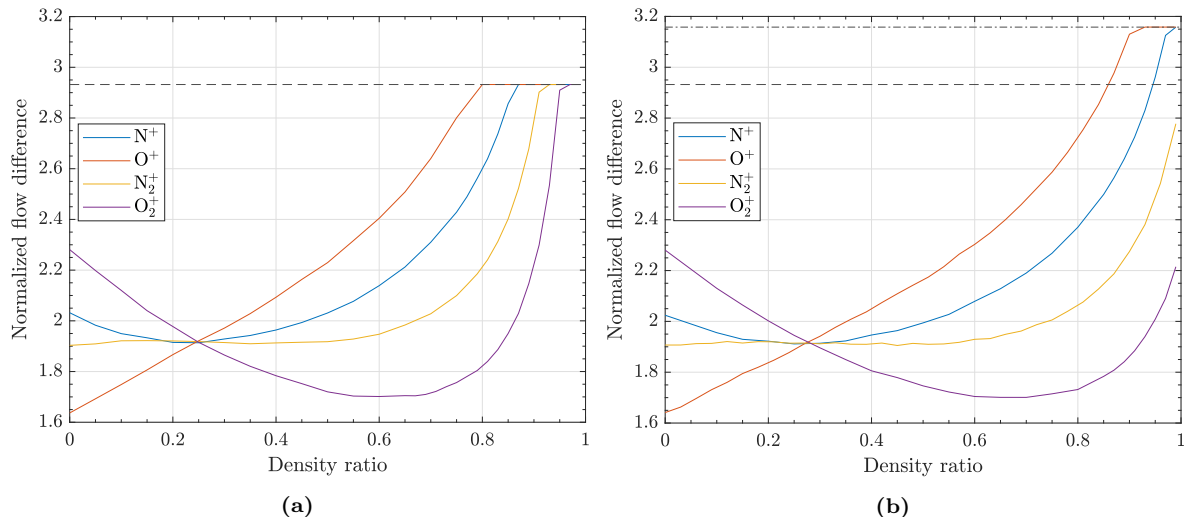 3.2
3
2.8
2.6
2.4
2.2
2
1.8
1.6
0
0.2
0.4
0.6
0.8
1
Normalized flow difference
Density ratio
N+
O+
N2+
O2+
(a)
3.2
3
2.8
2.6
2.4
2.2
2
1.8
1.6
0
0.2
0.4
0.6
0.8
1
Normalized flow difference
Density ratio
N+
O+
N2+
O2+
(b)